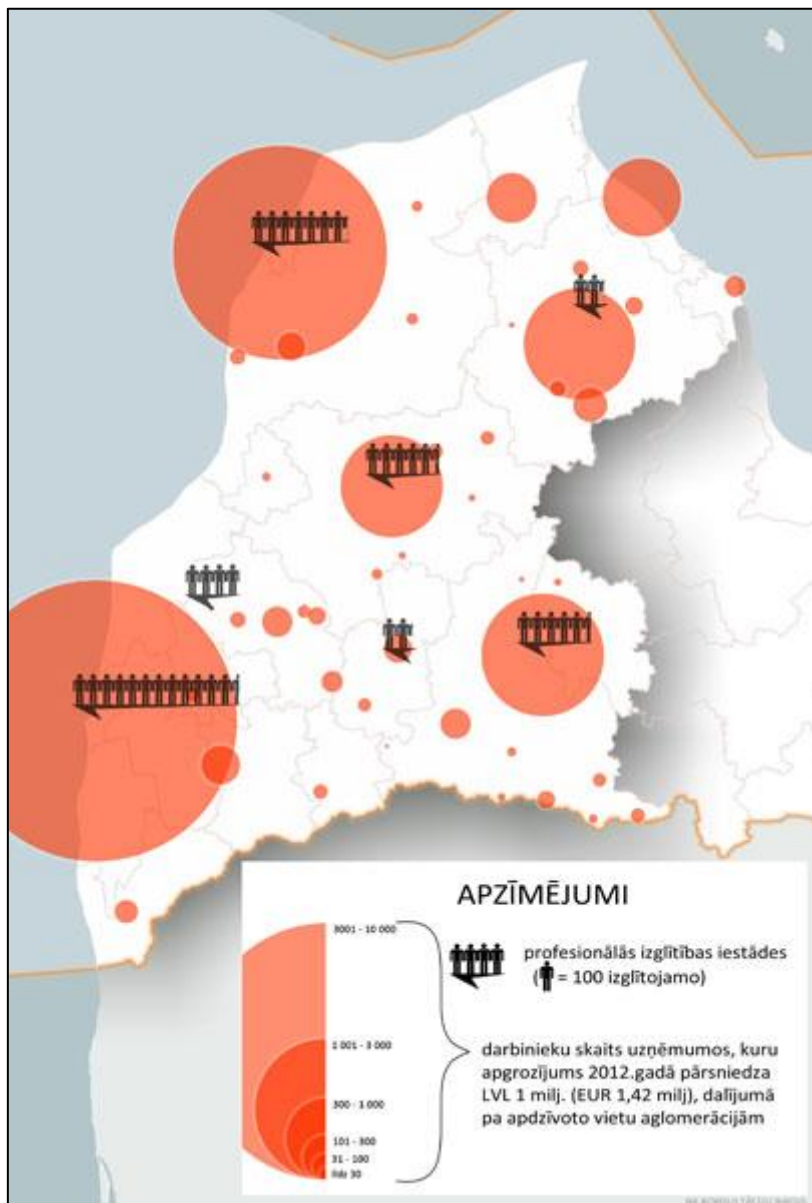 APZĪMĒJUMI
3001 - 10 000
profesionālās izglītības iestādes
( = 100 izglītojamo)
1 001 - 3 000
darbinieku skaits uzņēmumos, kuru
apgrozījums 2012.gadā pārsniedza
LVL 1 milj. (EUR 1,42 milj), dalījumā
pa apdzīvoto vietu aglomerācijām
300 - 1 000
101 - 300
31 - 100
līdz 30